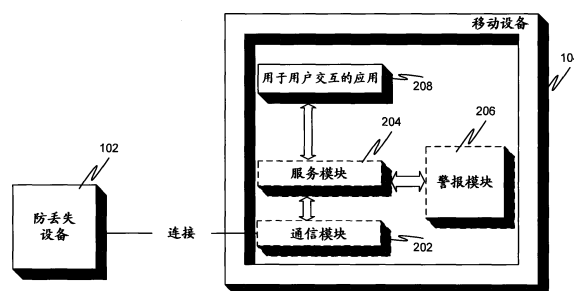 移动设备
10
用于用户交互的应用
208
204
206
102
服务模块
警报模块
防丢失
设备
连接
通信模块
202